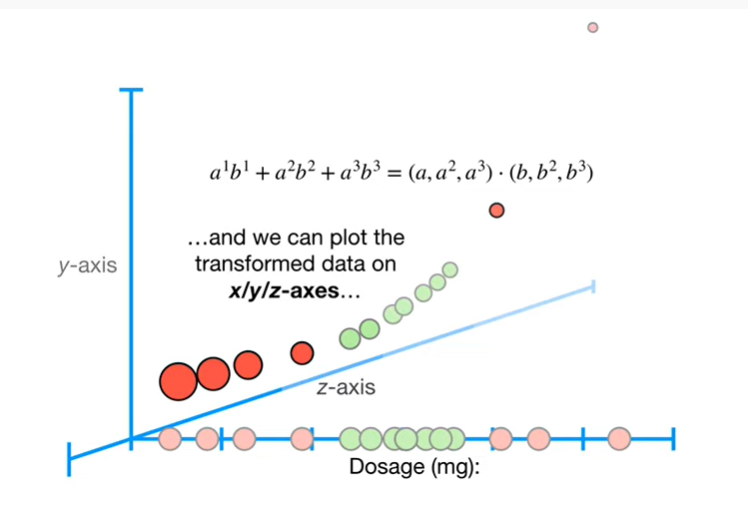 a¹b¹ + a²b² + a³b³ = (a, a², a³) · (b, b², b³)
...and we can plot the
transformed data on
x/y/z-axes...
y-axis
z-axis
Dosage (mg):